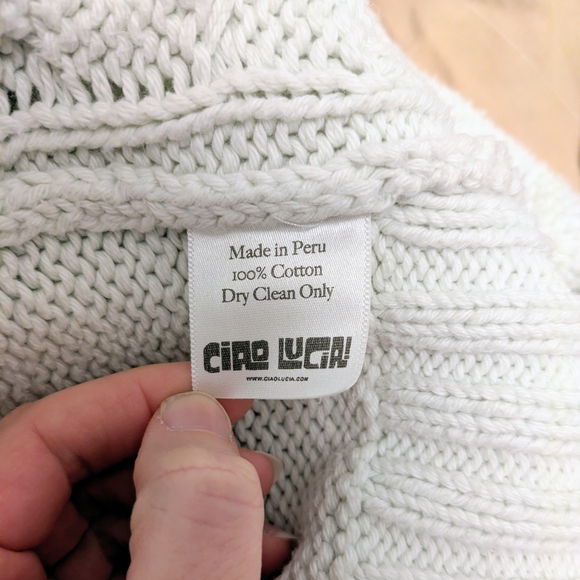 Made in Peru
100% Cotton
Dry Clean Only
CIAO LUCIA!
WWW.CIAOLUCIA.COM